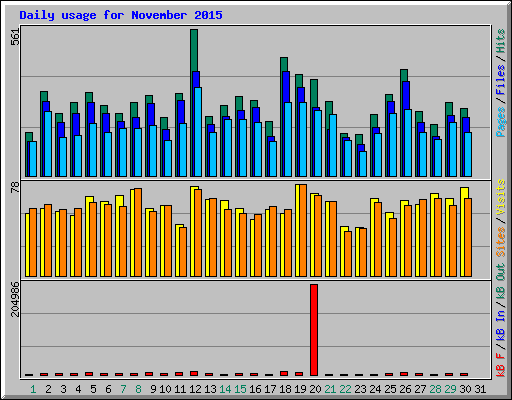 Daily usage for November 2015
561
Pages / Files / Hits
78
Sites / Visits
204986
kB F / kB In / kB Out
1 2 3 4 5 6 7 8 9 10 11 12 13 14 15 16 17 18 19 20 21 22 23 24 25 26 27 28 29 30 31